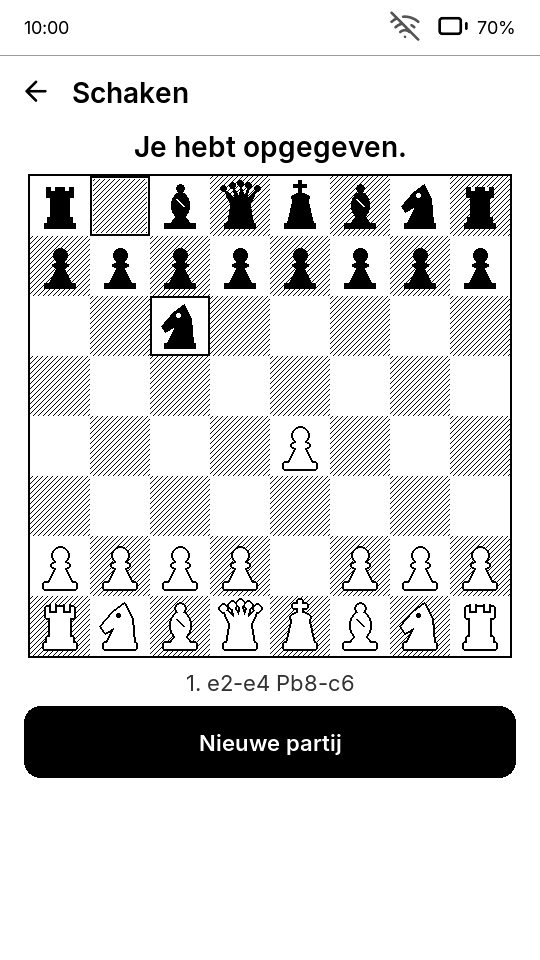 10:00
70%
Schaken
Je hebt opgegeven.
1. e2-e4 Pb8-c6
Nieuwe partij